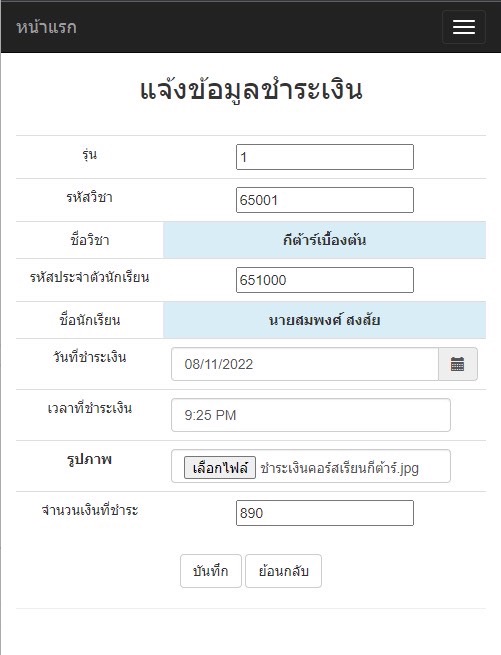 หน้าแรก
แจ้งข้อมูลชำระเงิน
รุ่น 1
รหัสวิชา 65001
ชื่อวิชา กีต้าร์เบื้องต้น
รหัสประจำตัวนักเรียน 651000
ชื่อนักเรียน นายสมพงศ์ สงสัย
วันที่ชำระเงิน 08/11/2022
เวลาที่ชำระเงิน 9:25 PM
รูปภาพ เลือกไฟล์ ชำระเงินคอร์สเรียนกีต้าร์.jpg
จำนวนเงินที่ชำระ 890
บันทึก ย้อนกลับ